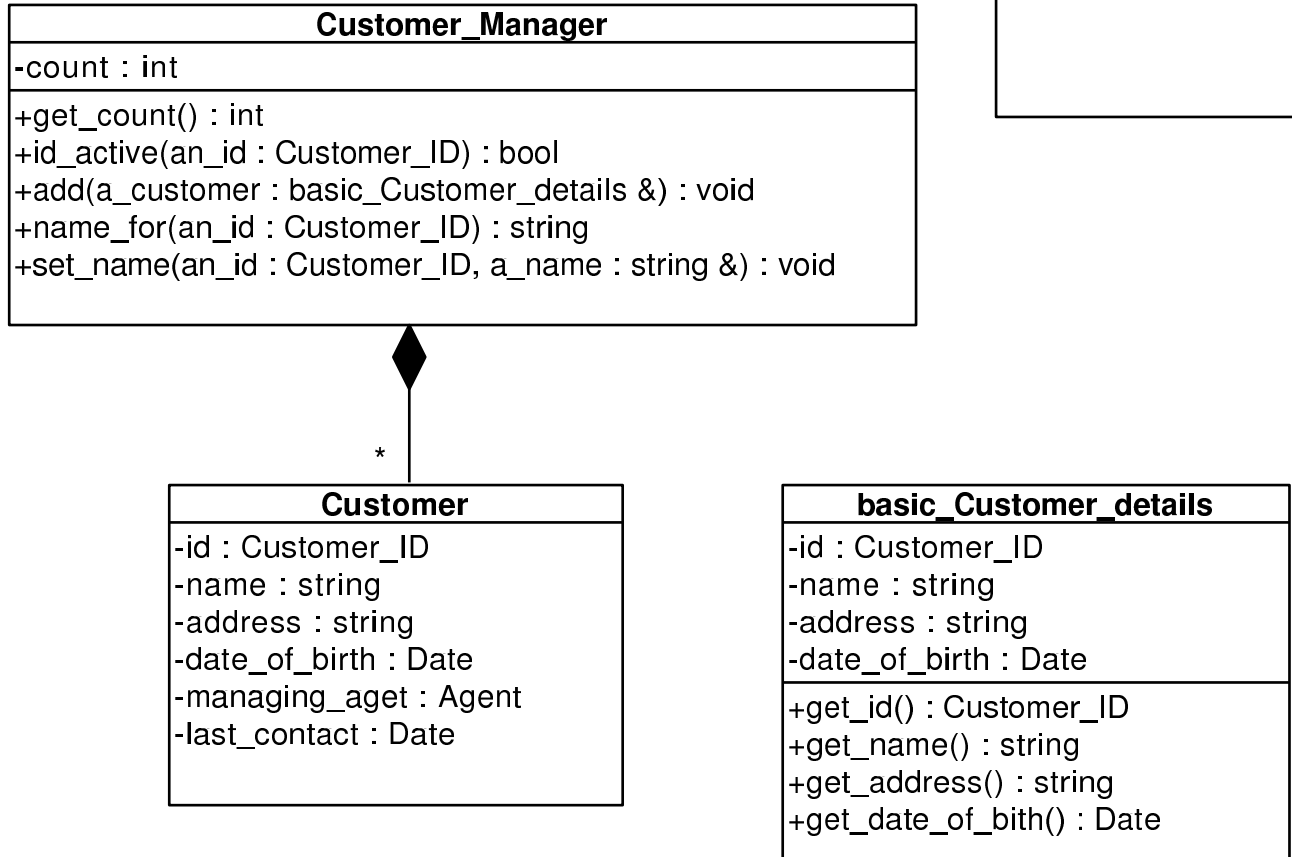 Customer_Manager
-count : int
+get_count() : int
+id_active(an_id : Customer_ID) : bool
+add(a_customer : basic_Customer_details &) : void
+name_for(an_id : Customer_ID) : string
+set_name(an_id : Customer_ID, a_name : string &) : void
*
Customer
-id : Customer_ID
-name : string
-address : string
-date_of_birth : Date
-managing_aget : Agent
-last_contact : Date
basic_Customer_details
-id : Customer_ID
-name : string
-address : string
-date_of_birth : Date
+get_id() : Customer_ID
+get_name() : string
+get_address() : string
+get_date_of_bith() : Date